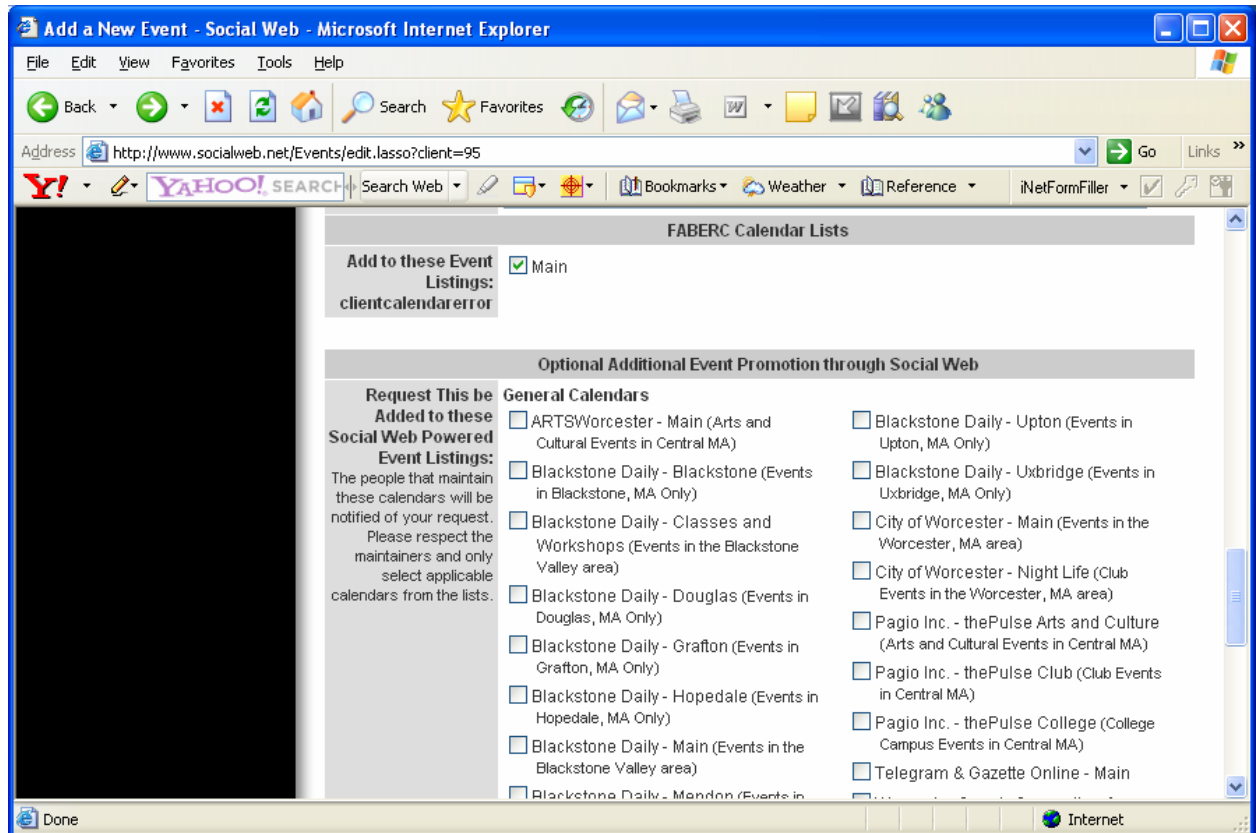 Add a New Event - Social Web - Microsoft Internet Explorer
File Edit View Favorites Tools Help
Back Search Favorites
Address http://www.socialweb.net/Events/edit.lasso?client=95 Go Links »
Y! YAHOO! SEARCH Search Web Bookmarks Weather Reference iNetFormFiller
FABERC Calendar Lists
Add to these Event
Listings:
clientcalendarerror
Main
Optional Additional Event Promotion through Social Web
Request This be
Added to these
Social Web Powered
Event Listings:
The people that maintain
these calendars will be
notified of your request.
Please respect the
maintainers and only
select applicable
calendars from the lists.
General Calendars
ARTSWorcester - Main (Arts and
Cultural Events in Central MA)
Blackstone Daily - Blackstone (Events
in Blackstone, MA Only)
Blackstone Daily - Classes and
Workshops (Events in the Blackstone
Valley area)
Blackstone Daily - Douglas (Events in
Douglas, MA Only)
Blackstone Daily - Grafton (Events in
Grafton, MA Only)
Blackstone Daily - Hopedale (Events in
Hopedale, MA Only)
Blackstone Daily - Main (Events in the
Blackstone Valley area)
Blackstone Daily - Mendon (Events in
Blackstone Daily - Upton (Events in
Upton, MA Only)
Blackstone Daily - Uxbridge (Events in
Uxbridge, MA Only)
City of Worcester - Main (Events in the
Worcester, MA area)
City of Worcester - Night Life (Club
Events in the Worcester, MA area)
Pagio Inc. - thePulse Arts and Culture
(Arts and Cultural Events in Central MA)
Pagio Inc. - thePulse Club (Club Events
in Central MA)
Pagio Inc. - thePulse College (College
Campus Events in Central MA)
Telegram & Gazette Online - Main
Done Internet